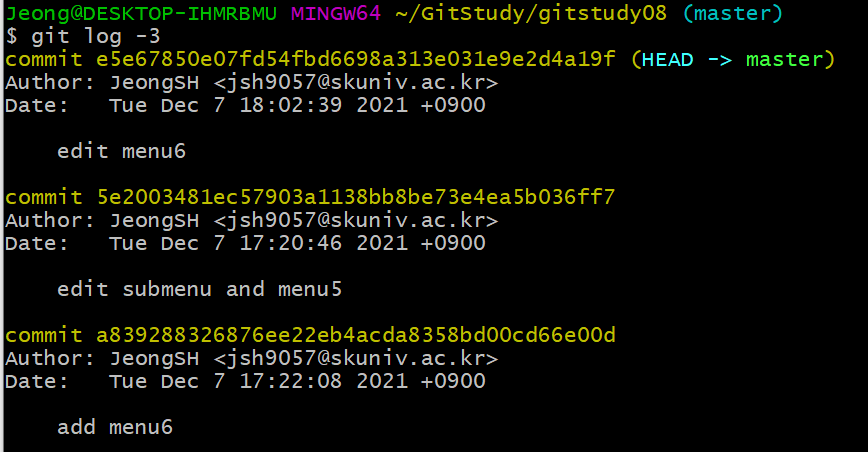 Jeong@DESKTOP-IHMRBMU MINGW64 ~/GitStudy/gitstudy08 (master)
$ git log -3
commit e5e67850e07fd54fbd6698a313e031e9e2d4a19f (HEAD -> master)
Author: JeongSH <jsh9057@skuniv.ac.kr>
Date:   Tue Dec 7 18:02:39 2021 +0900

    edit menu6

commit 5e2003481ec57903a1138bb8be73e4ea5b036ff7
Author: JeongSH <jsh9057@skuniv.ac.kr>
Date:   Tue Dec 7 17:20:46 2021 +0900

    edit submenu and menu5

commit a839288326876ee22eb4acda8358bd00cd66e00d
Author: JeongSH <jsh9057@skuniv.ac.kr>
Date:   Tue Dec 7 17:22:08 2021 +0900

    add menu6